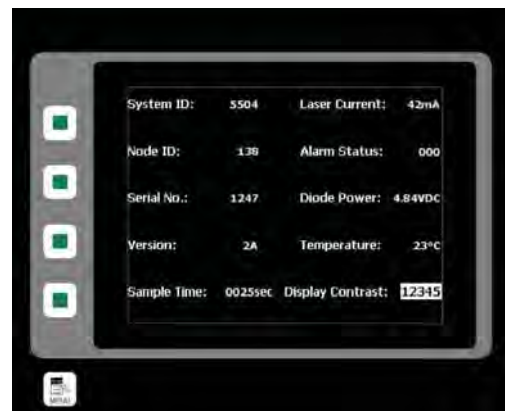 System ID: 5504 Laser Current: 42mA
Node ID: 138 Alarm Status: 000
Serial No.: 1247 Diode Power: 4.84VDC
Version: 2A Temperature: 23°C
Sample Time: 0025sec Display Contrast: 12345
MENU